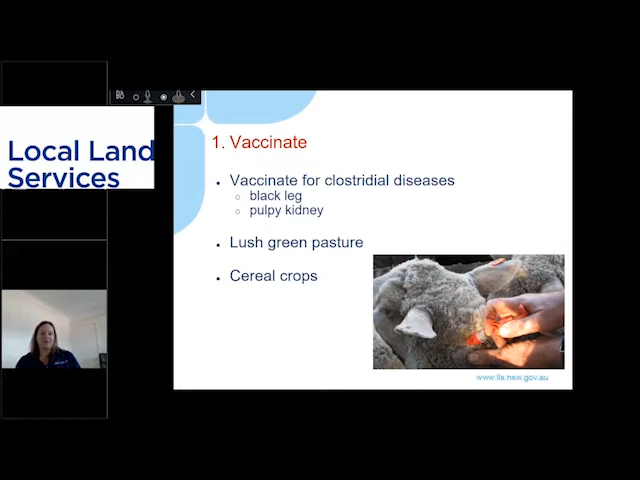 Local Land
Services
1. Vaccinate
Vaccinate for clostridial diseases
black leg
pulpy kidney
Lush green pasture
Cereal crops
www.lls.nsw.gov.au